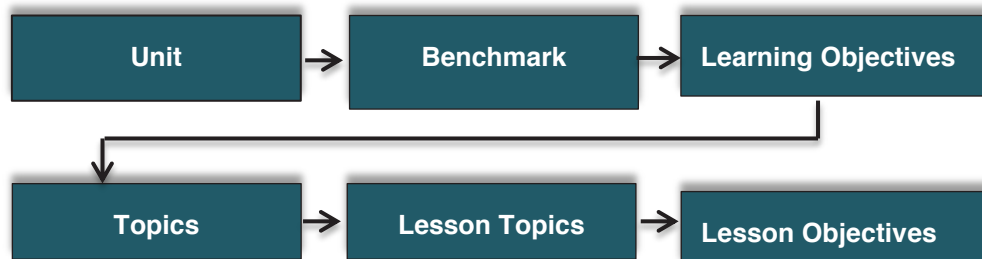 Unit
Benchmark
Learning Objectives
Topics
Lesson Topics
Lesson Objectives